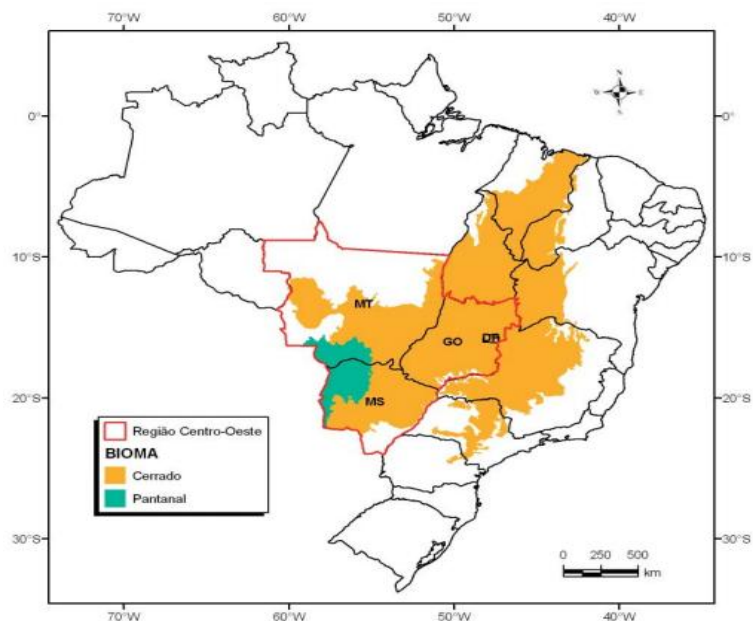 70°W 60°W 50°W 40°W
N
W E
S
0° 0°
MT
10°S 10°S
GO DF
MS
20°S 20°S
Região Centro-Oeste
BIOMA
Cerrado
Pantanal
30°S 30°S
0 250 500
km
70°W 60°W 50°W 40°W